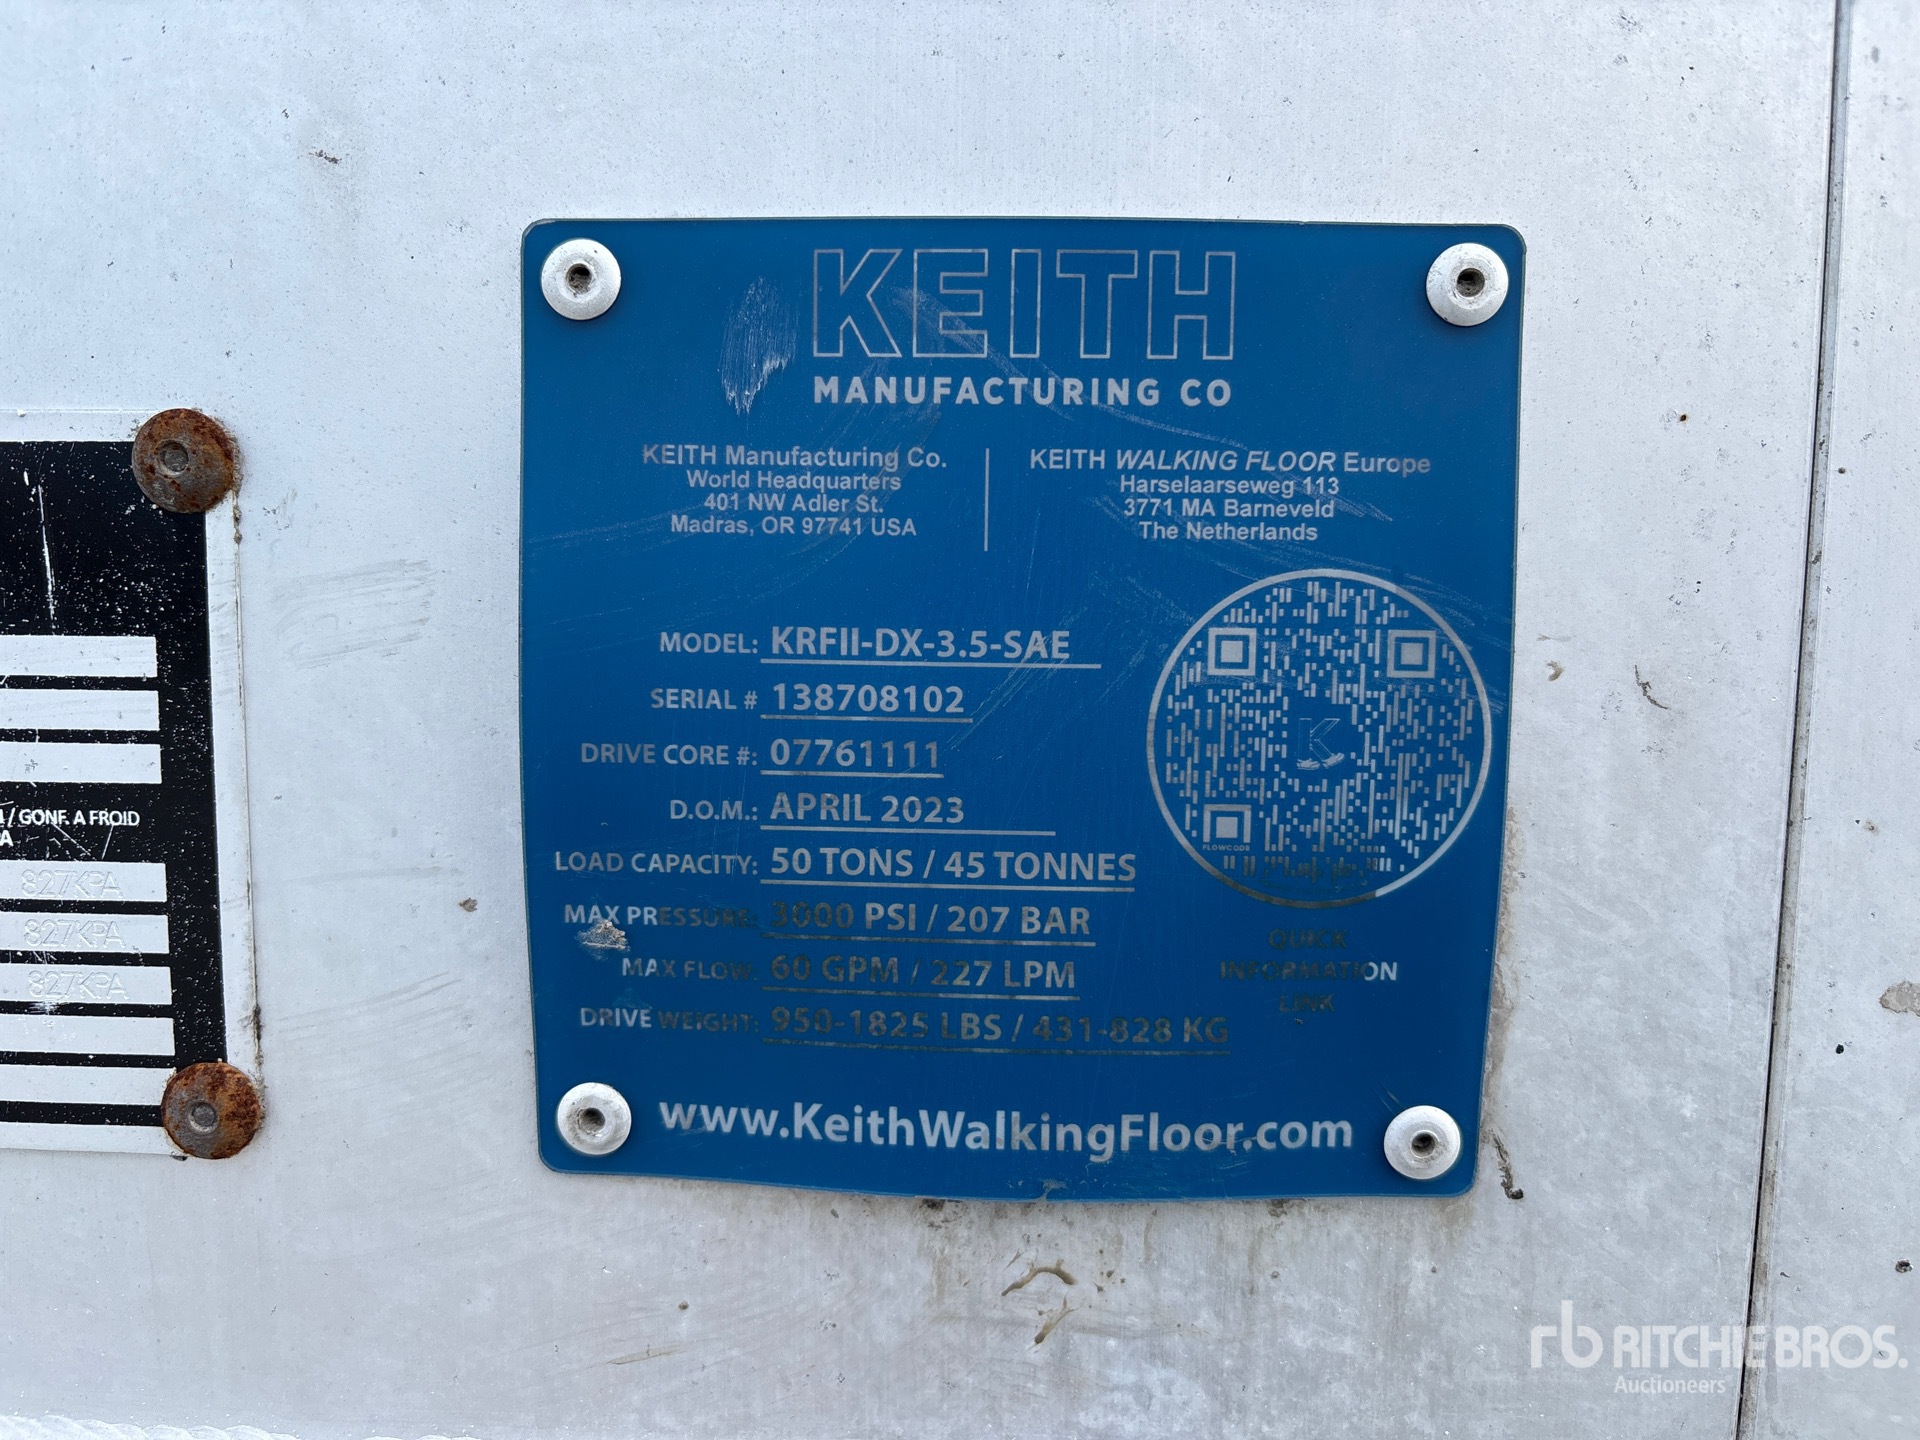 KEITH
MANUFACTURING CO
KEITH Manufacturing Co.
World Headquarters
401 NW Adler St.
Madras, OR 97741 USA
KEITH WALKING FLOOR Europe
Harselaarseweg 113
3771 MA Barneveld
The Netherlands
MODEL: KRFII-DX-3.5-SAE
SERIAL # 138708102
DRIVE CORE #: 07761111
D.O.M.: APRIL 2023
LOAD CAPACITY: 50 TONS / 45 TONNES
MAX PRESSURE: 3000 PSI / 207 BAR
MAX FLOW: 60 GPM / 227 LPM
DRIVE WEIGHT: 950-1825 LBS / 431-828 KG
K
FLOWCODE
QUICK
INFORMATION
LINK
www.KeithWalkingFloor.com
/ GONF. A FROID
827KPA
827KPA
827KPA
rb RITCHIE BROS.
Auctioneers